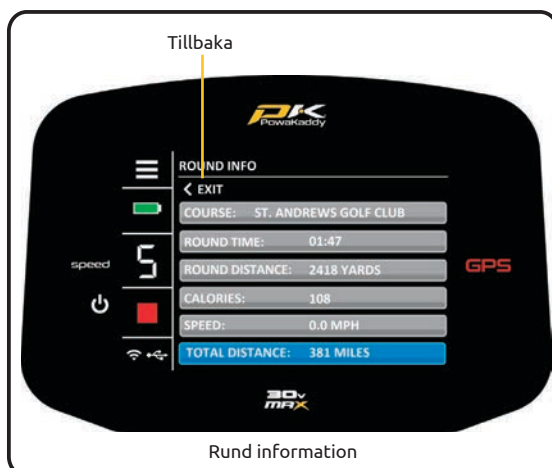 Tillbaka
PK
PowaKaddy
ROUND INFO
< EXIT
COURSE: ST. ANDREWS GOLF CLUB
ROUND TIME: 01:47
speed 5 ROUND DISTANCE: 2418 YARDS GPS
CALORIES: 108
SPEED: 0.0 MPH
TOTAL DISTANCE: 381 MILES
30v
MAX
Rund information